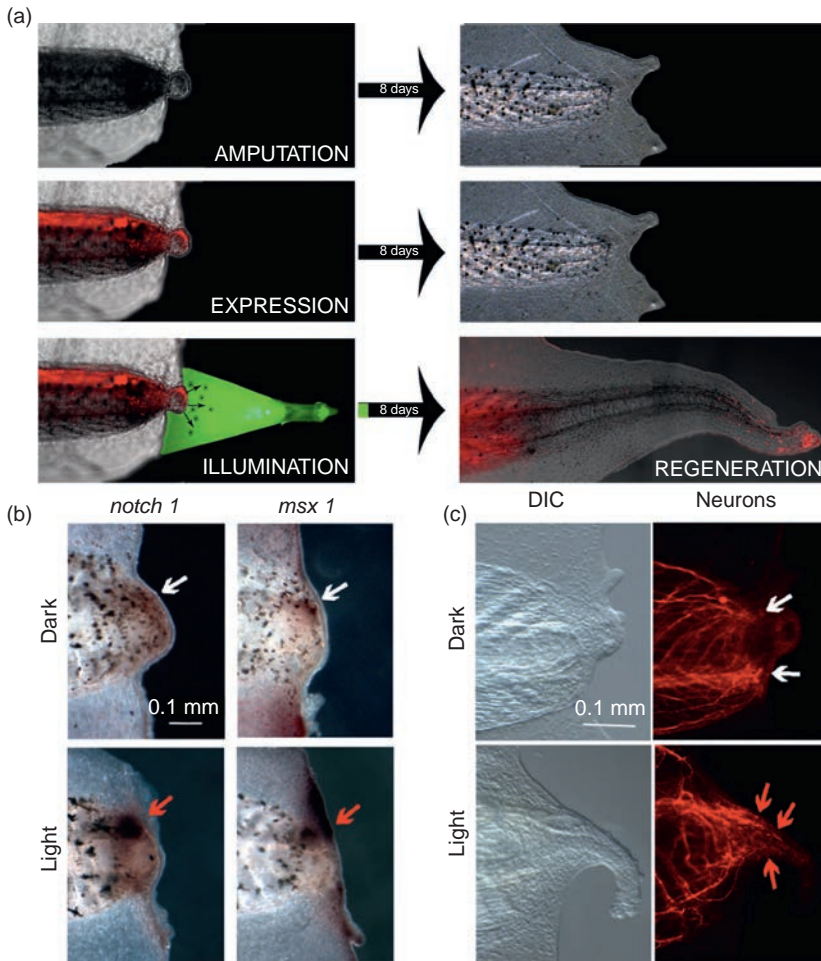 (a)
8 days
AMPUTATION
8 days
EXPRESSION
8 days
ILLUMINATION
REGENERATION
(b)
notch 1
msx 1
Dark
0.1 mm
Light
(c)
DIC
Neurons
Dark
0.1 mm
Light